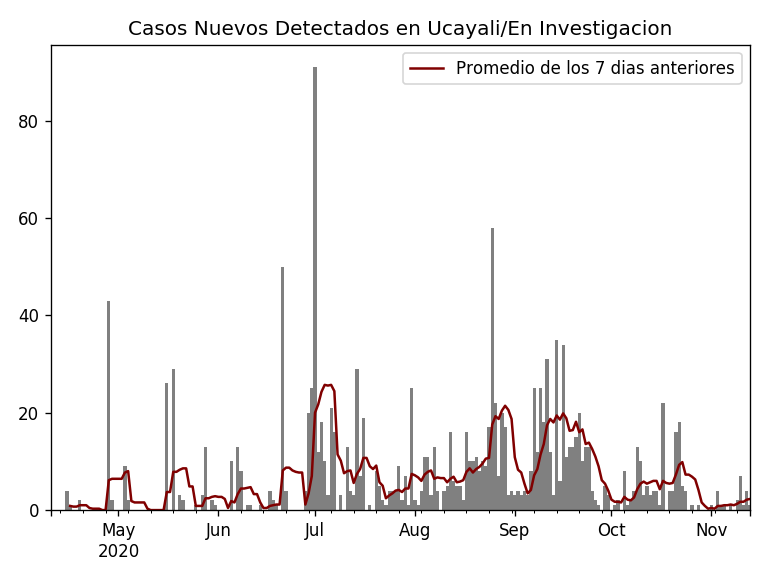 Casos Nuevos Detectados en Ucayali/En Investigacion
Promedio de los 7 dias anteriores
80
60
40
20
0
May Jun Jul Aug Sep Oct Nov
2020